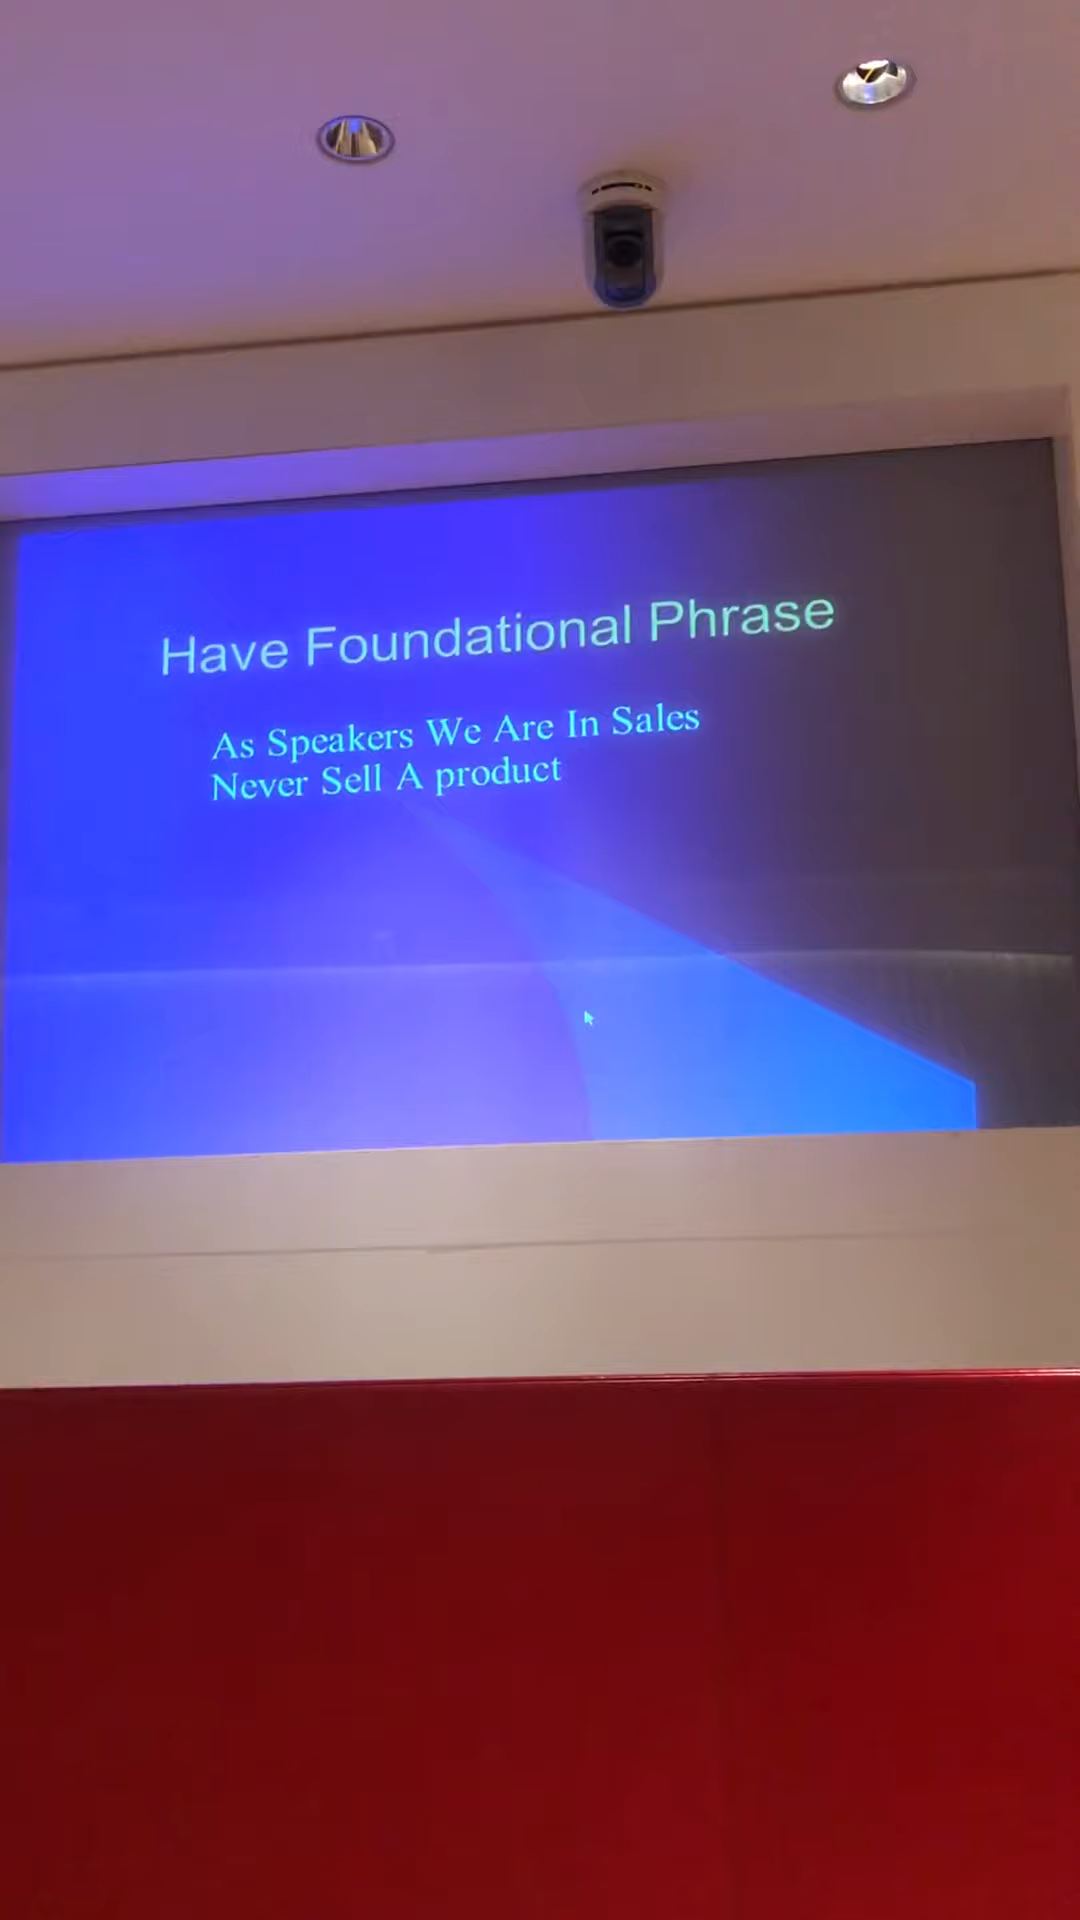 Have Foundational Phrase
As Speakers We Are In Sales
Never Sell A product